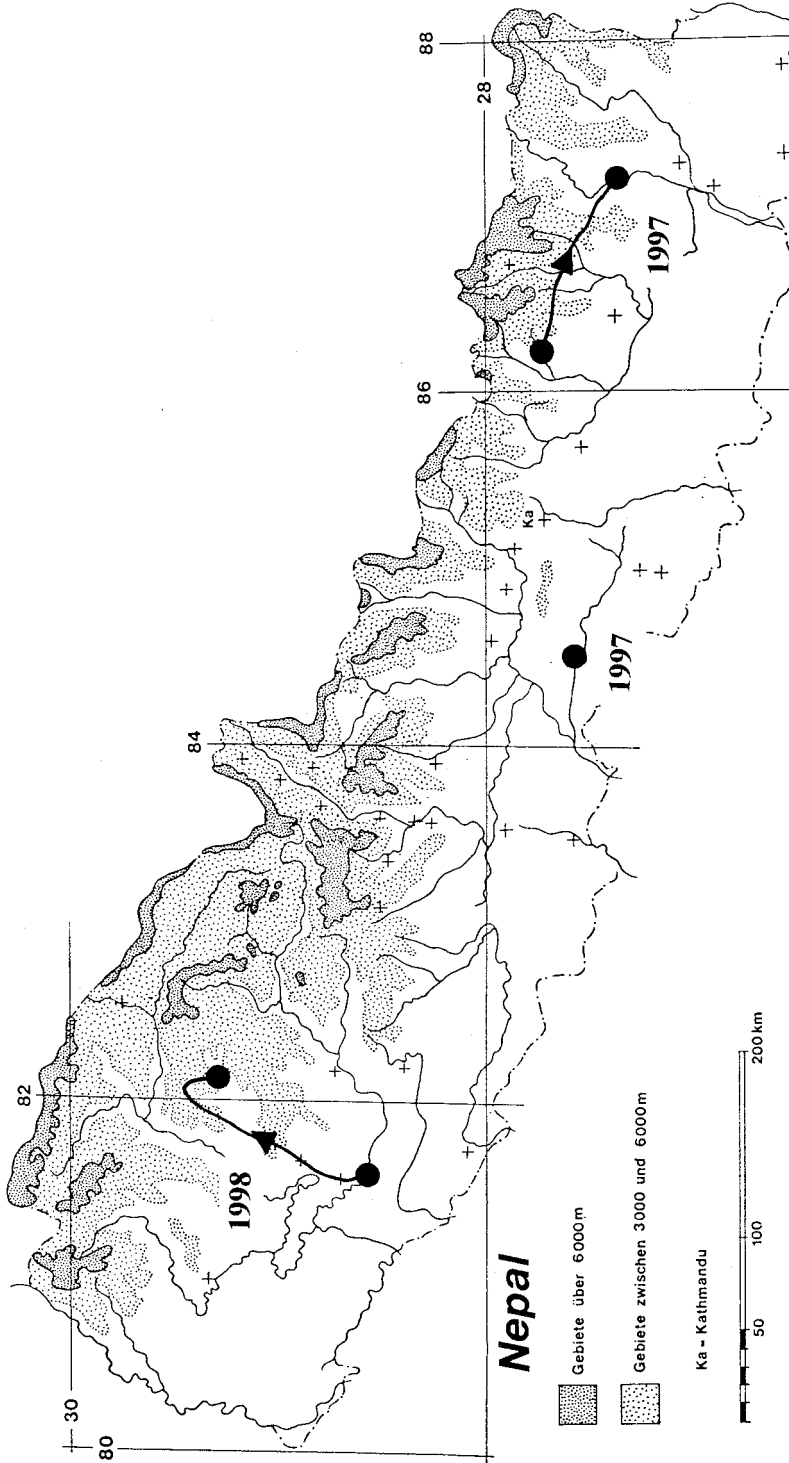 Nepal
Gebiete über 6000m
Gebiete zwischen 3000 und 6000m
Ka - Kathmandu
50
100
200 km
30
80
82
84
86
88
28
Ka
1998
1997
1997